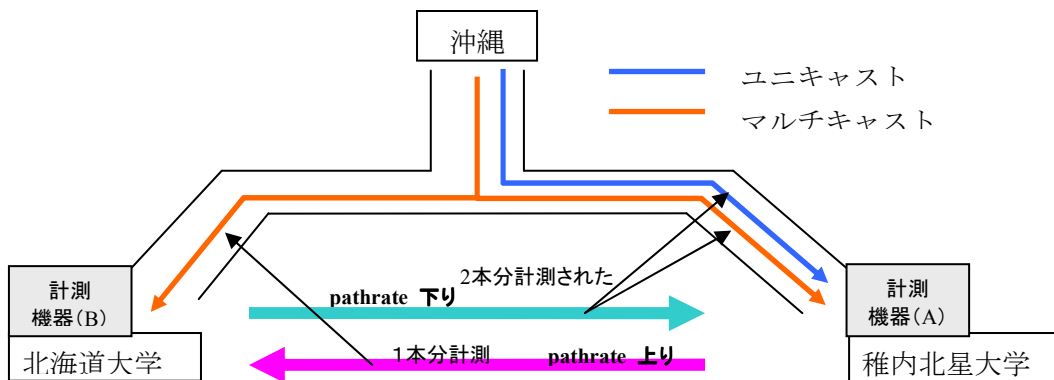 沖縄
ユニキャスト
マルチキャスト
2本分計測された
pathrate 下り
計測
機器(B)
北海道大学
計測
機器(A)
稚内北星大学
1本分計測
pathrate 上り